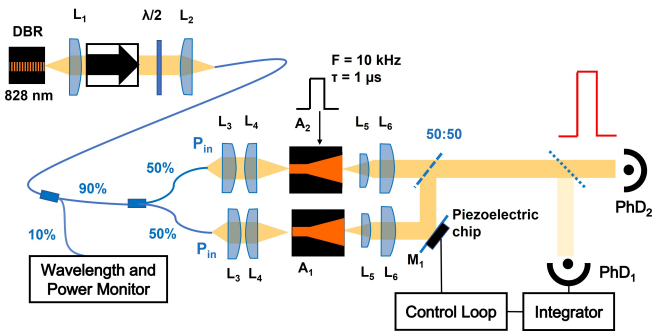 DBR
L1
λ/2
L2
828 nm
F = 10 kHz
τ = 1 µs
L3
L4
A2
L5
L6
50:50
Pin
50%
90%
10%
50%
Pin
PhD2
Piezoelectric
chip
M1
L3
L4
A1
L5
L6
Wavelength and
Power Monitor
PhD1
Control Loop
Integrator